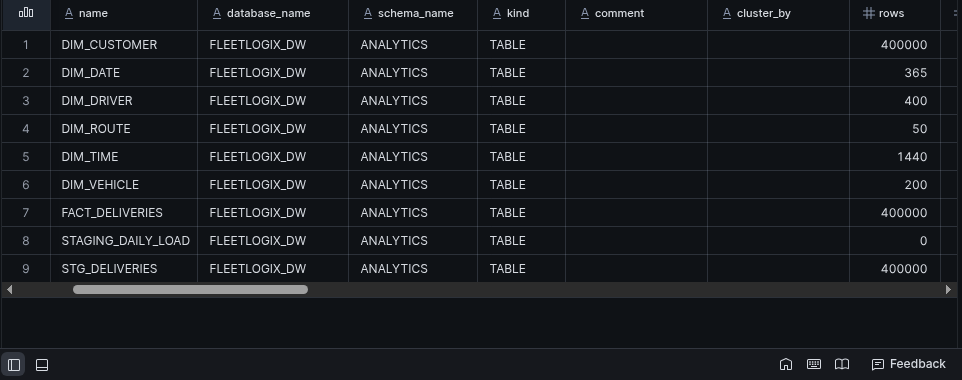 A name A database_name A schema_name A kind A comment A cluster_by # rows
1 DIM_CUSTOMER FLEETLOGIX_DW ANALYTICS TABLE 400000
2 DIM_DATE FLEETLOGIX_DW ANALYTICS TABLE 365
3 DIM_DRIVER FLEETLOGIX_DW ANALYTICS TABLE 400
4 DIM_ROUTE FLEETLOGIX_DW ANALYTICS TABLE 50
5 DIM_TIME FLEETLOGIX_DW ANALYTICS TABLE 1440
6 DIM_VEHICLE FLEETLOGIX_DW ANALYTICS TABLE 200
7 FACT_DELIVERIES FLEETLOGIX_DW ANALYTICS TABLE 400000
8 STAGING_DAILY_LOAD FLEETLOGIX_DW ANALYTICS TABLE 0
9 STG_DELIVERIES FLEETLOGIX_DW ANALYTICS TABLE 400000
Feedback